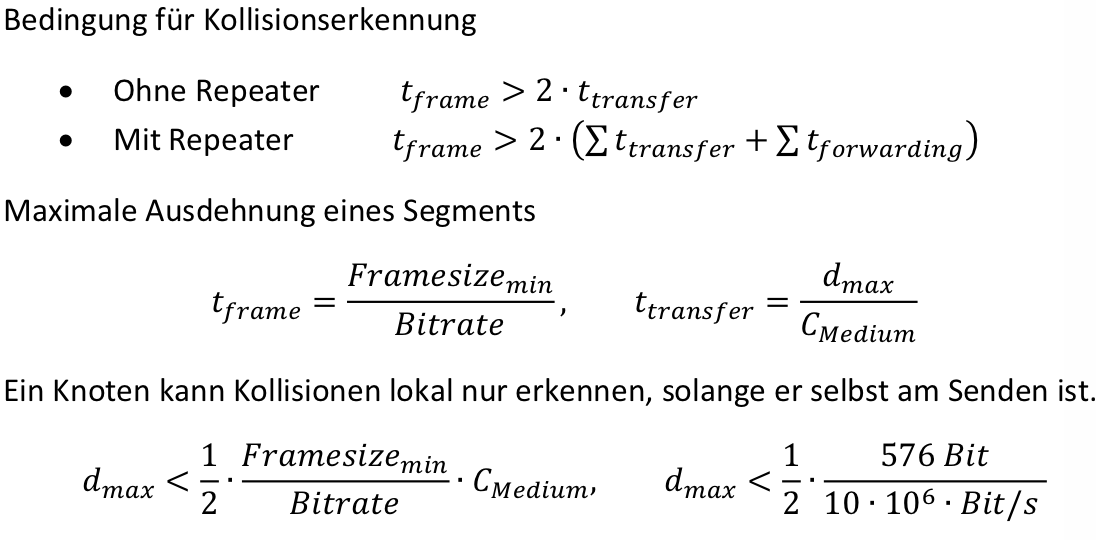 Bedingung für Kollisionserkennung
• Ohne Repeater t_frame > 2 · t_transfer
• Mit Repeater t_frame > 2 · (∑ t_transfer + ∑ t_forwarding)
Maximale Ausdehnung eines Segments
t_frame = Framesize_min / Bitrate, t_transfer = d_max / C_Medium
Ein Knoten kann Kollisionen lokal nur erkennen, solange er selbst am Senden ist.
d_max < 1/2 · Framesize_min / Bitrate · C_Medium, d_max < 1/2 · 576 Bit / 10 · 10⁶ · Bit/s